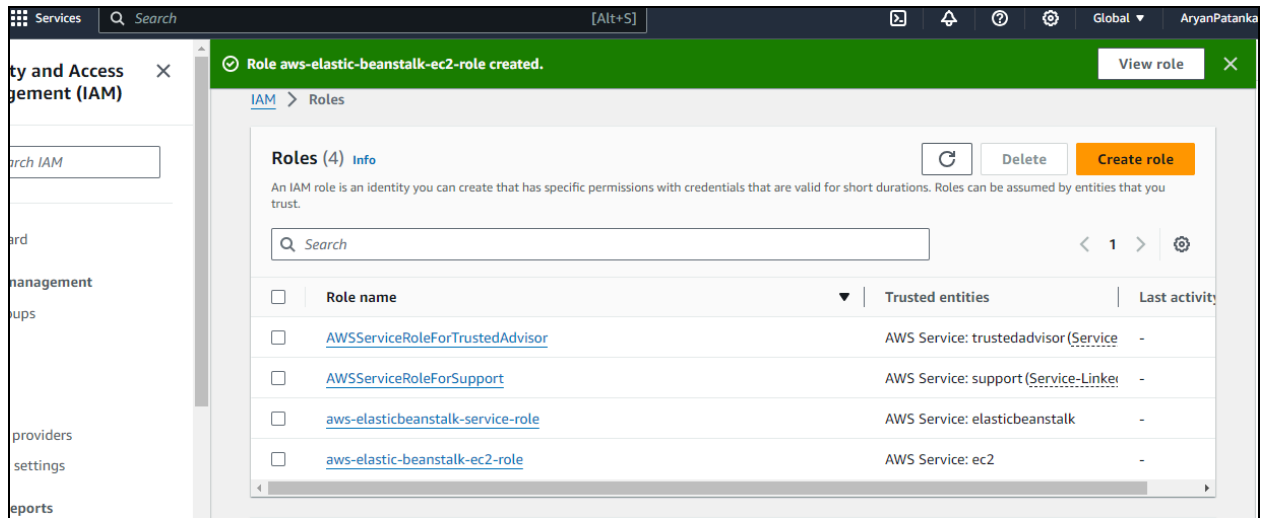 Services Search [Alt+S] Global ▼ AryanPatanka
ty and Access
gement (IAM)
arch IAM
ard
nanagement
oups
providers
settings
eports
Role aws-elastic-beanstalk-ec2-role created. View role
IAM > Roles
Roles (4) Info Delete Create role
An IAM role is an identity you can create that has specific permissions with credentials that are valid for short durations. Roles can be assumed by entities that you
trust.
Search 1
Role name Trusted entities Last activity
AWSServiceRoleForTrustedAdvisor AWS Service: trustedadvisor (Service -
AWSServiceRoleForSupport AWS Service: support (Service-Linked -
aws-elasticbeanstalk-service-role AWS Service: elasticbeanstalk -
aws-elastic-beanstalk-ec2-role AWS Service: ec2 -